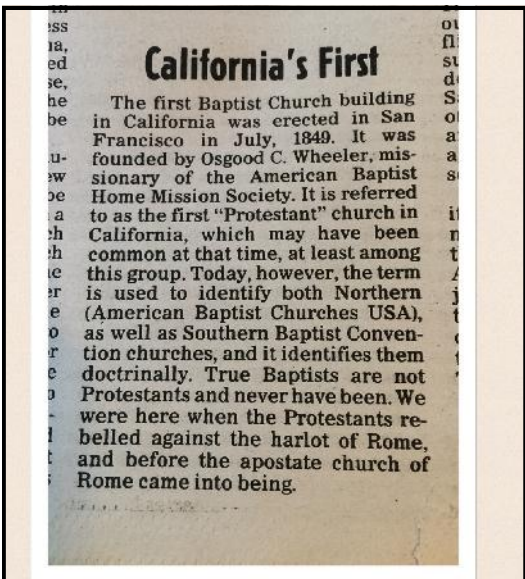 California's First
The first Baptist Church building
in California was erected in San
Francisco in July, 1849. It was
founded by Osgood C. Wheeler, mis-
sionary of the American Baptist
Home Mission Society. It is referred
to as the first "Protestant" church in
California, which may have been
common at that time, at least among
this group. Today, however, the term
is used to identify both Northern
(American Baptist Churches USA),
as well as Southern Baptist Conven-
tion churches, and it identifies them
doctrinally. True Baptists are not
Protestants and never have been. We
were here when the Protestants re-
belled against the harlot of Rome,
and before the apostate church of
Rome came into being.